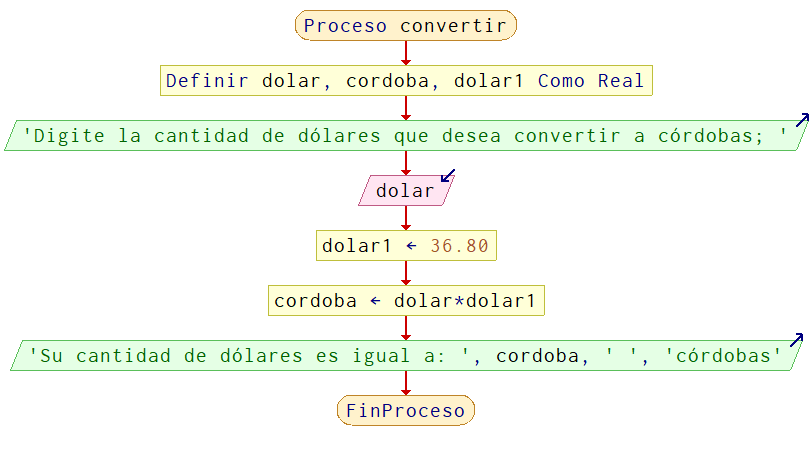 Proceso convertir
Definir dolar, cordoba, dolar1 Como Real
'Digite la cantidad de dólares que desea convertir a córdobas; '
dolar
dolar1 ← 36.80
cordoba ← dolar*dolar1
'Su cantidad de dólares es igual a: ', cordoba, ' ', 'córdobas'
FinProceso